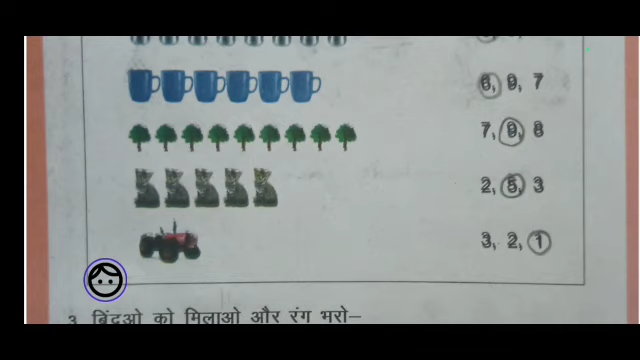 6, 9, 7
7, 9, 8
2, 5, 3
3, 2, 1
3. बिंदुओ को मिलाओ और रंग भरो–